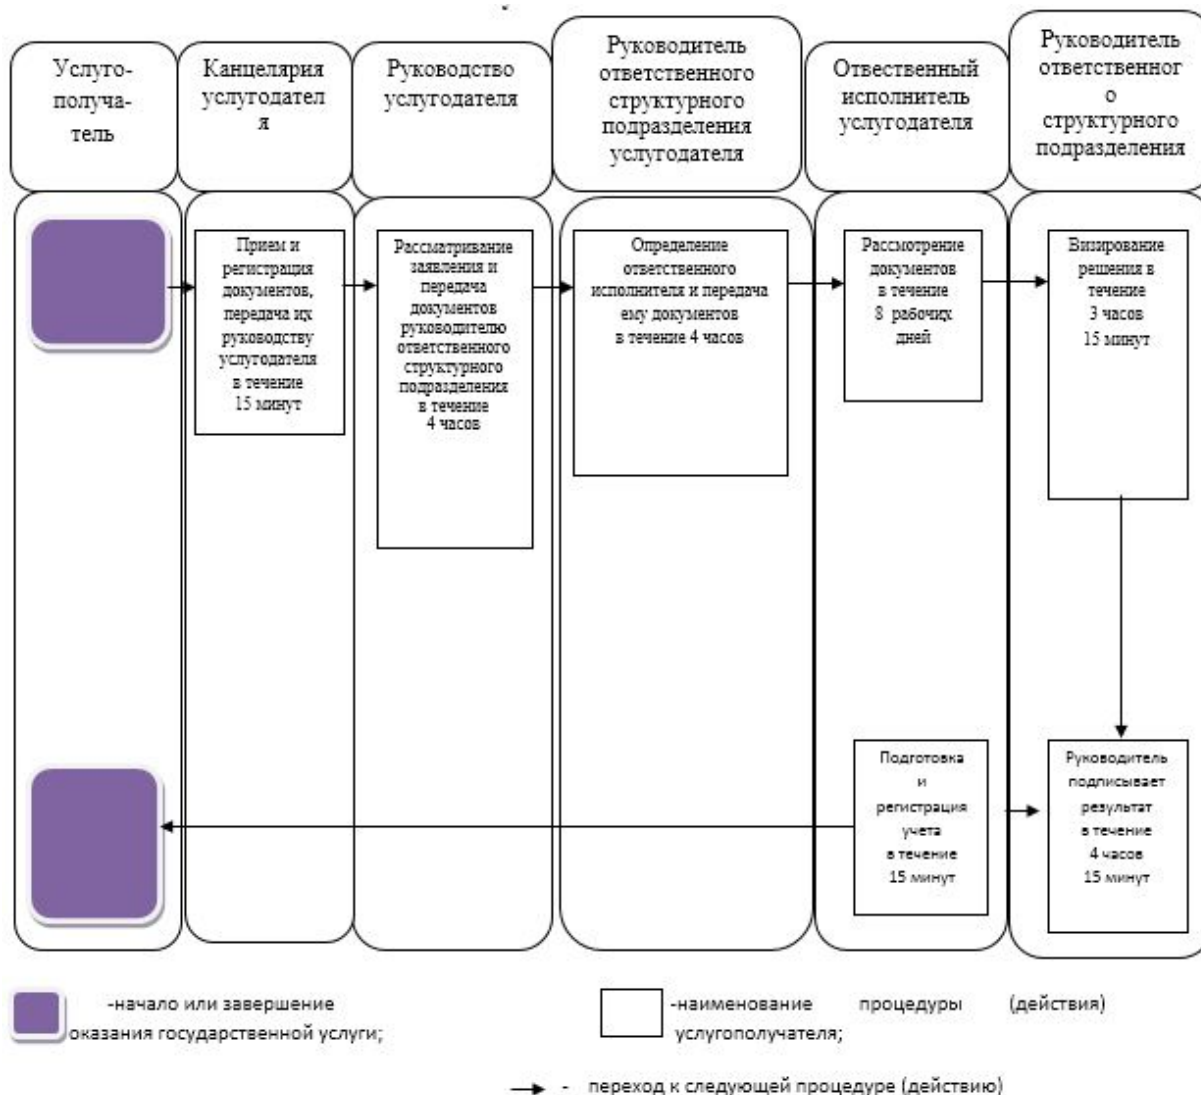 Услуго-
получа-
тель
Канцелярия
услугодател
я
Руководство
услугодателя
Руководитель
ответственного
структурного
подразделения
услугодателя
Отвественный
исполнитель
услугодателя
Руководитель
ответственног
о
структурного
подразделения
Прием и
регистрация
документов,
передача их
руководству
услугодателя
в течение
15 минут
Рассматривание
заявления и
передача
документов
руководителю
ответственного
структурного
подразделения
в течение
4 часов
Определение
ответственного
исполнителя и передача
ему документов
в течение 4 часов
Рассмотрение
документов
в течение
8 рабочих
дней
Визирование
решения в
течение
3 часов
15 минут
Подготовка
и
регистрация
учета
в течение
15 минут
Руководитель
подписывает
результат
в течение
4 часов
15 минут
-начало или завершение
оказания государственной услуги;
-наименование процедуры (действия)
услугополучателя;
- переход к следующей процедуре (действию)